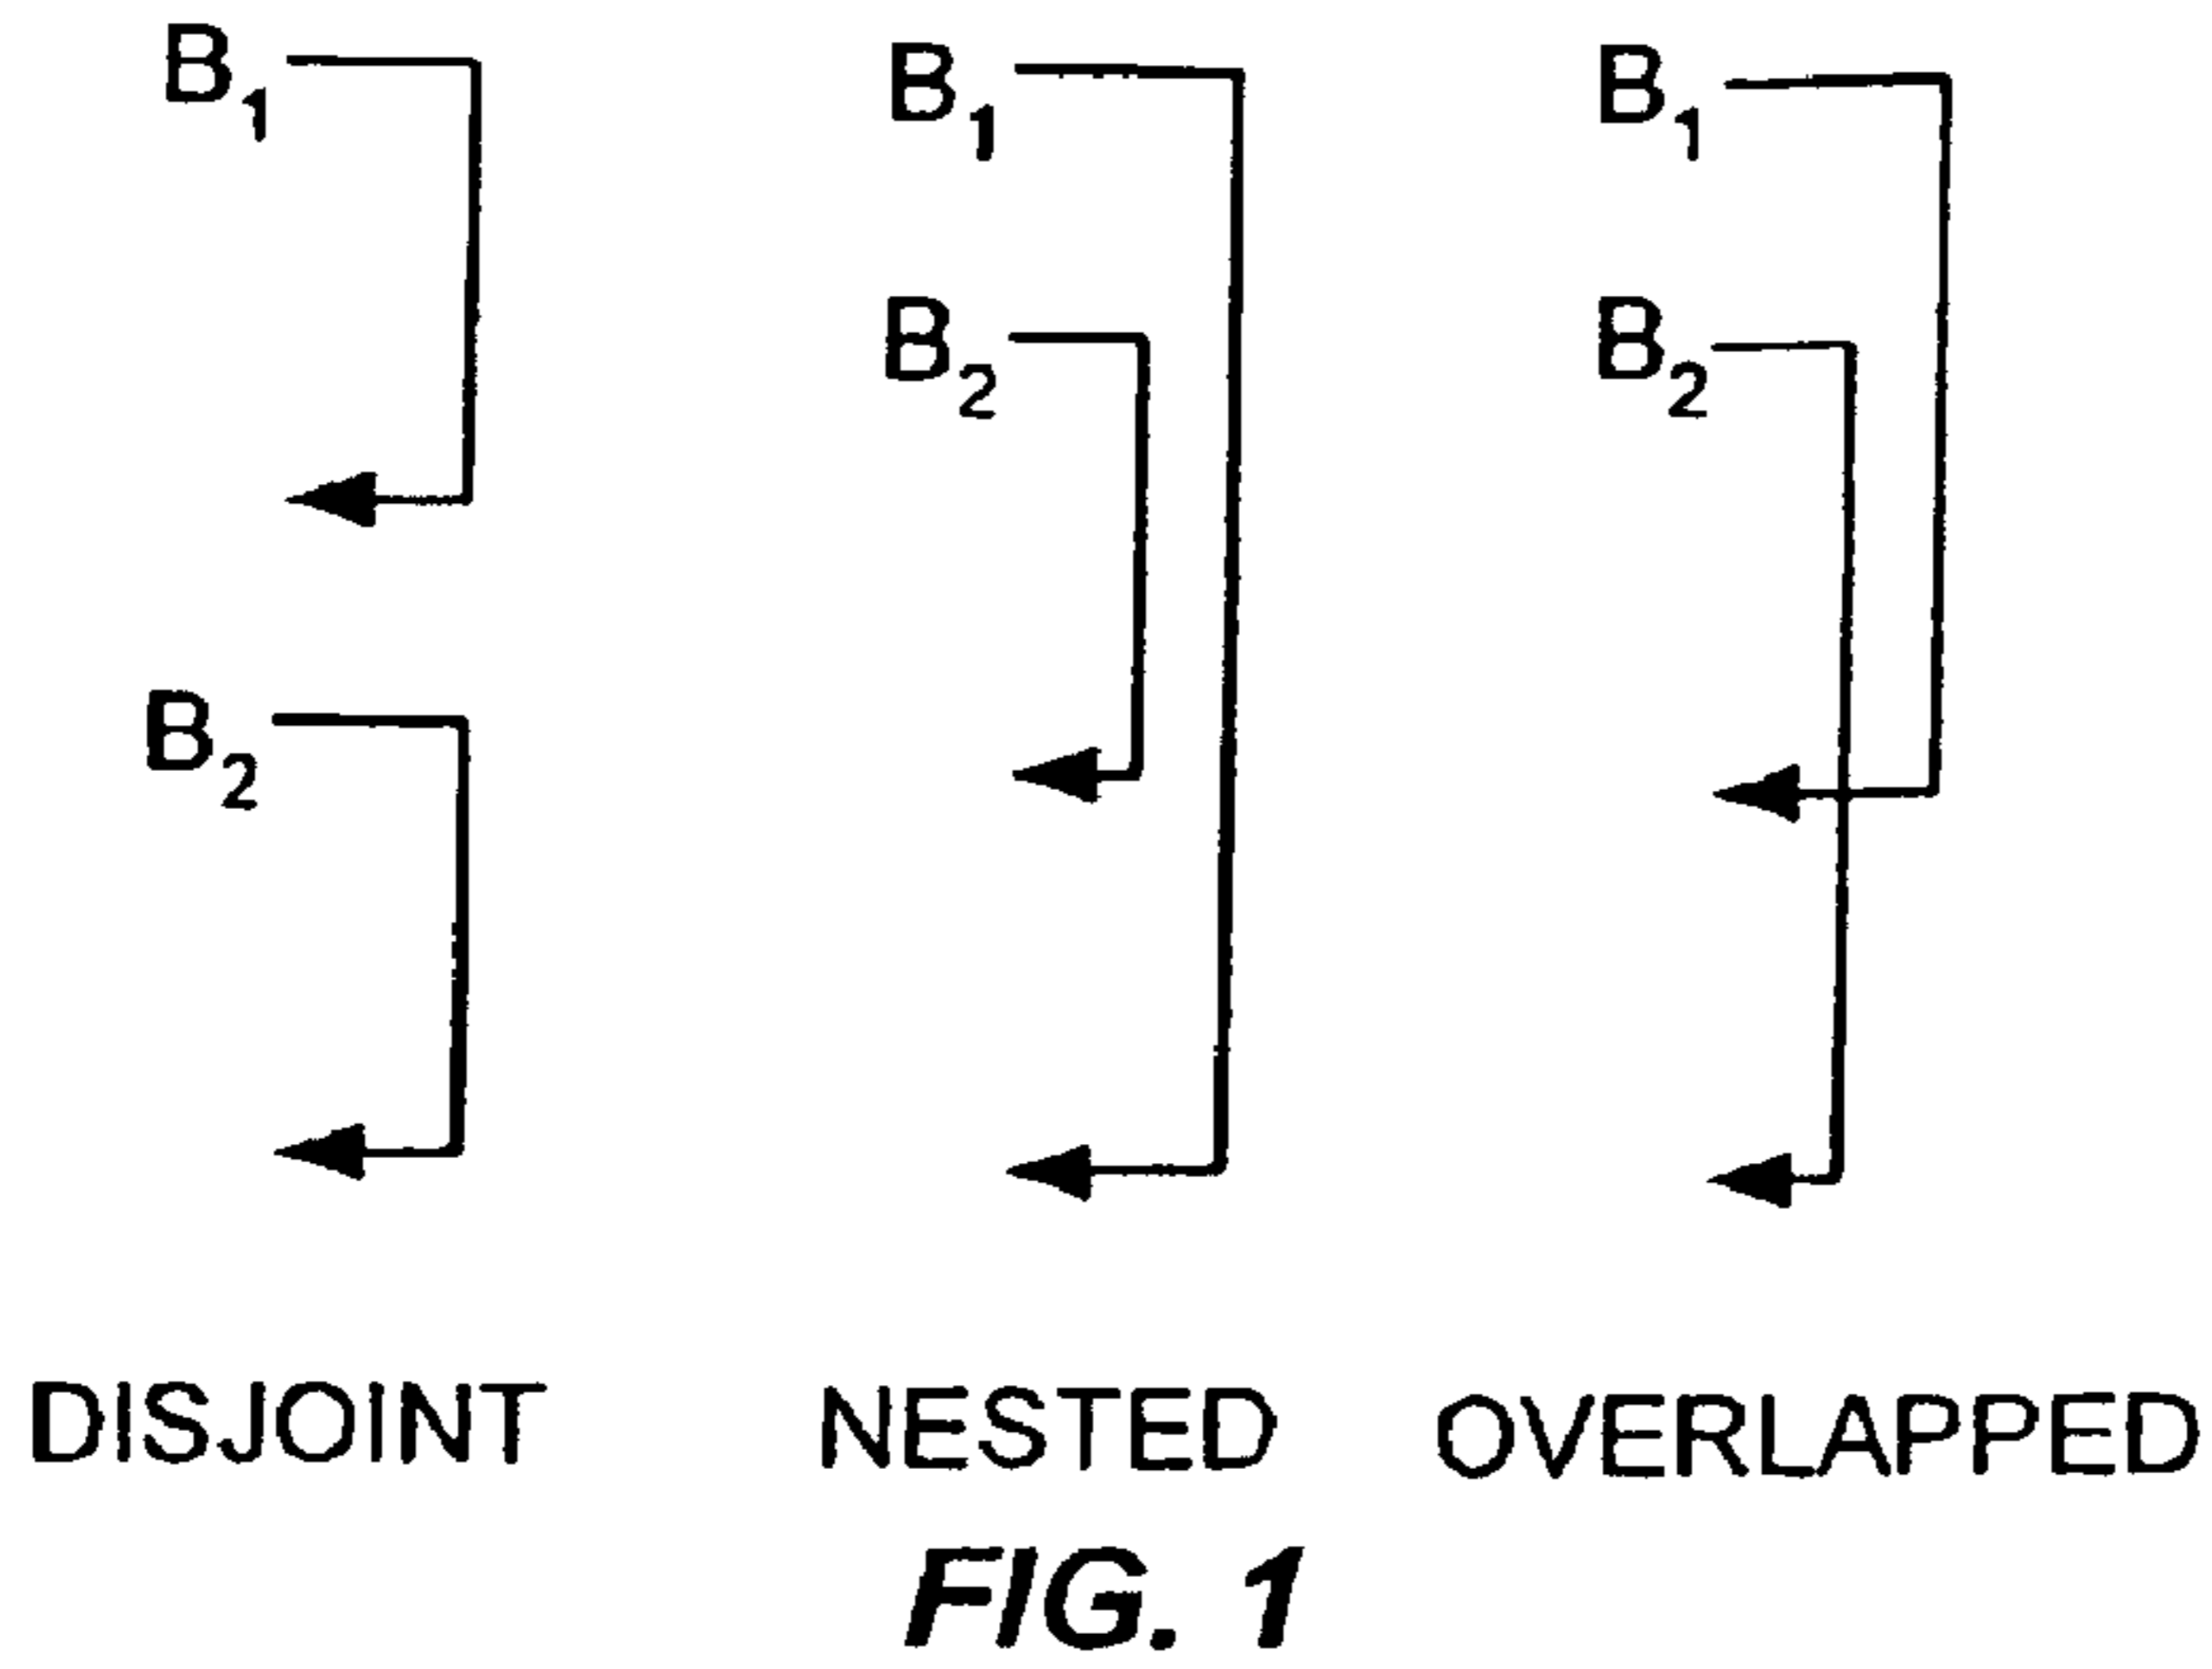 B1
B2
DISJOINT
B1
B2
NESTED
B1
B2
OVERLAPPED
FIG. 1